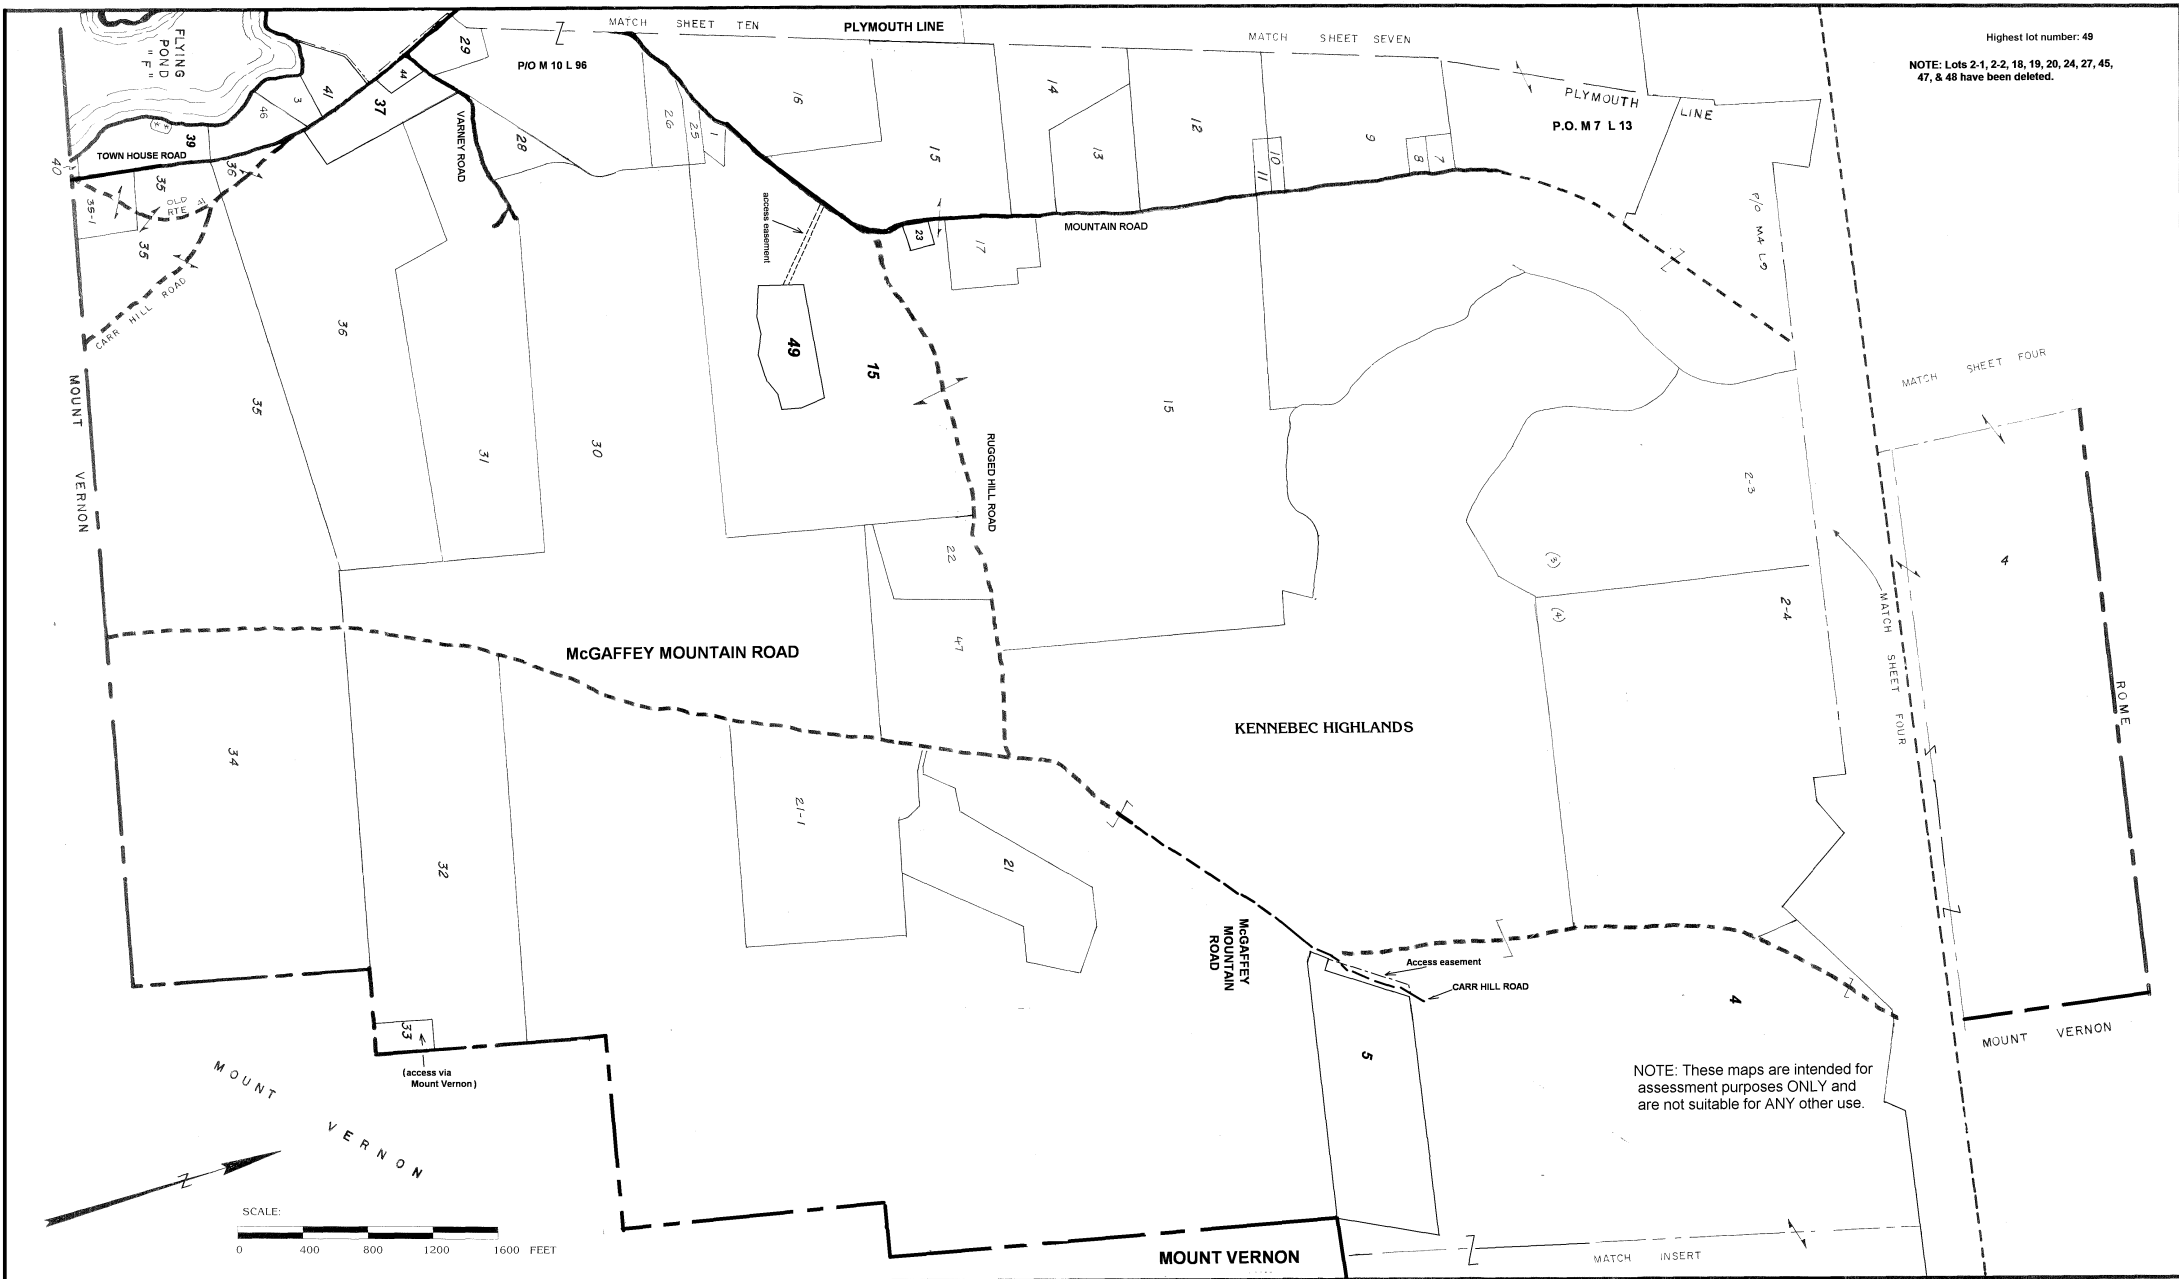 MATCH SHEET TEN
PLYMOUTH LINE
MATCH SHEET SEVEN
Highest lot number: 49
NOTE: Lots 2-1, 2-2, 18, 19, 20, 24, 27, 45,
47, & 48 have been deleted.
FLYING
POND
"F"
29
P/O M 10 L 96
44
37
41
3
46
39
TOWN HOUSE ROAD
40
VARNEY ROAD
28
26
25
1
16
15
14
13
12
10
11
9
8
7
PLYMOUTH LINE
P.O. M 7 L 13
P/O M4 L9
36
35
35-1
OLD
RTE 41
35
CARR HILL ROAD
access easement
23
17
MOUNTAIN ROAD
36
35
31
30
49
15
RUGGED HILL ROAD
15
2-3
MATCH SHEET FOUR
MOUNT VERNON
22
(3)
(4)
2-4
4
MATCH SHEET FOUR
ROME
47
McGAFFEY MOUNTAIN ROAD
KENNEBEC HIGHLANDS
34
32
21-1
21
McGAFFEY
MOUNTAIN
ROAD
Access easement
CARR HILL ROAD
4
MOUNT VERNON
33
(access via
Mount Vernon)
5
NOTE: These maps are intended for
assessment purposes ONLY and
are not suitable for ANY other use.
MOUNT
VERNON
Z
SCALE:
0 400 800 1200 1600 FEET
MOUNT VERNON
MATCH INSERT